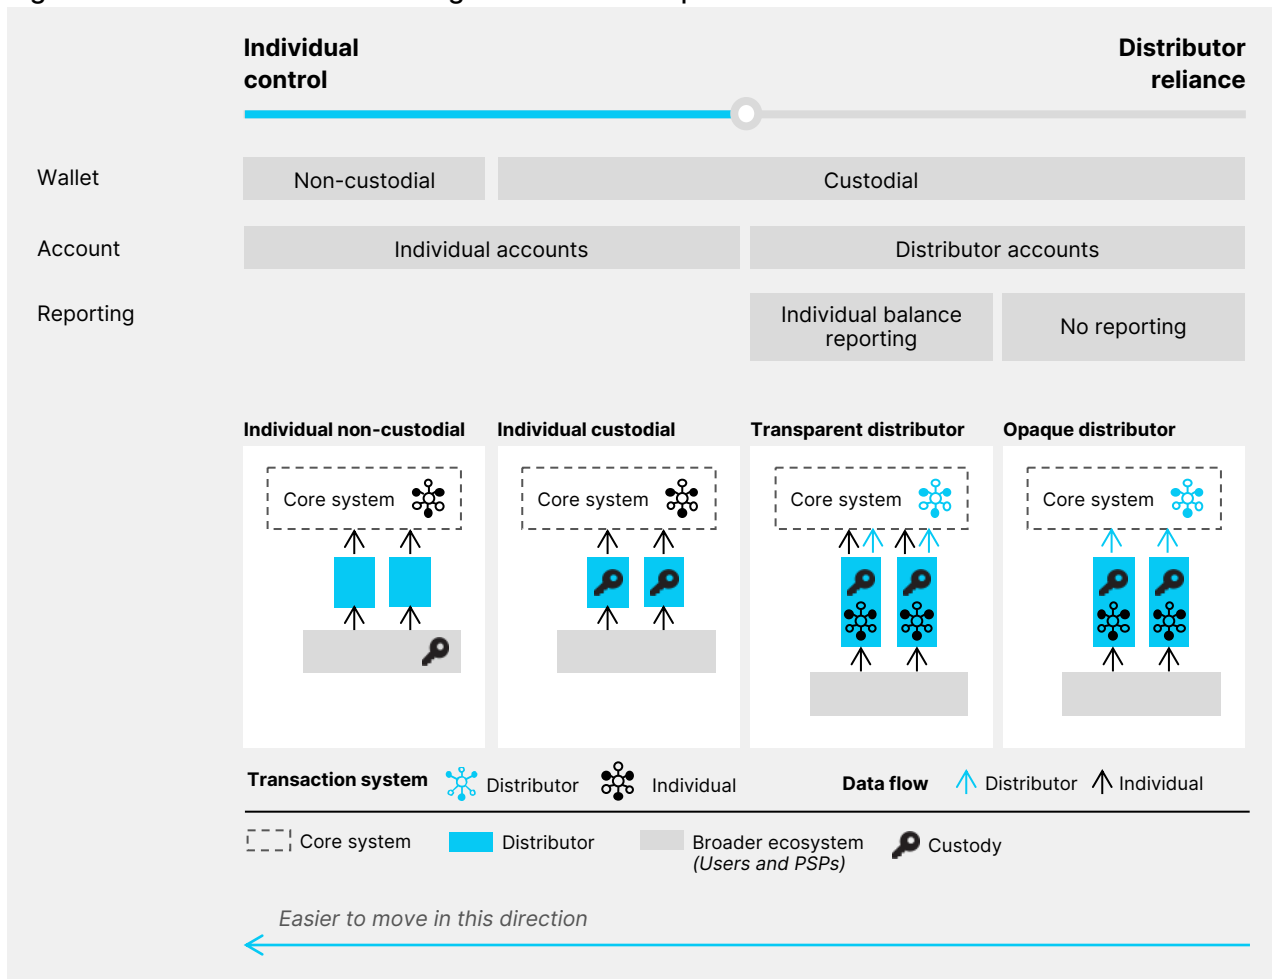 Individual
control
Distributor
reliance
Wallet
Non-custodial
Custodial
Account
Individual accounts
Distributor accounts
Reporting
Individual balance
reporting
No reporting
Individual non-custodial
Individual custodial
Transparent distributor
Opaque distributor
Core system
Core system
Core system
Core system
Transaction system
Distributor
Individual
Data flow
Distributor
Individual
Core system
Distributor
Broader ecosystem
(Users and PSPs)
Custody
Easier to move in this direction